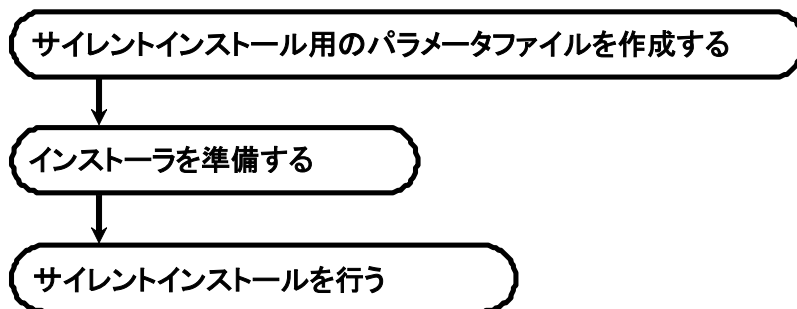 サイレントインストール用のパラメータファイルを作成する
インストーラを準備する
サイレントインストールを行う